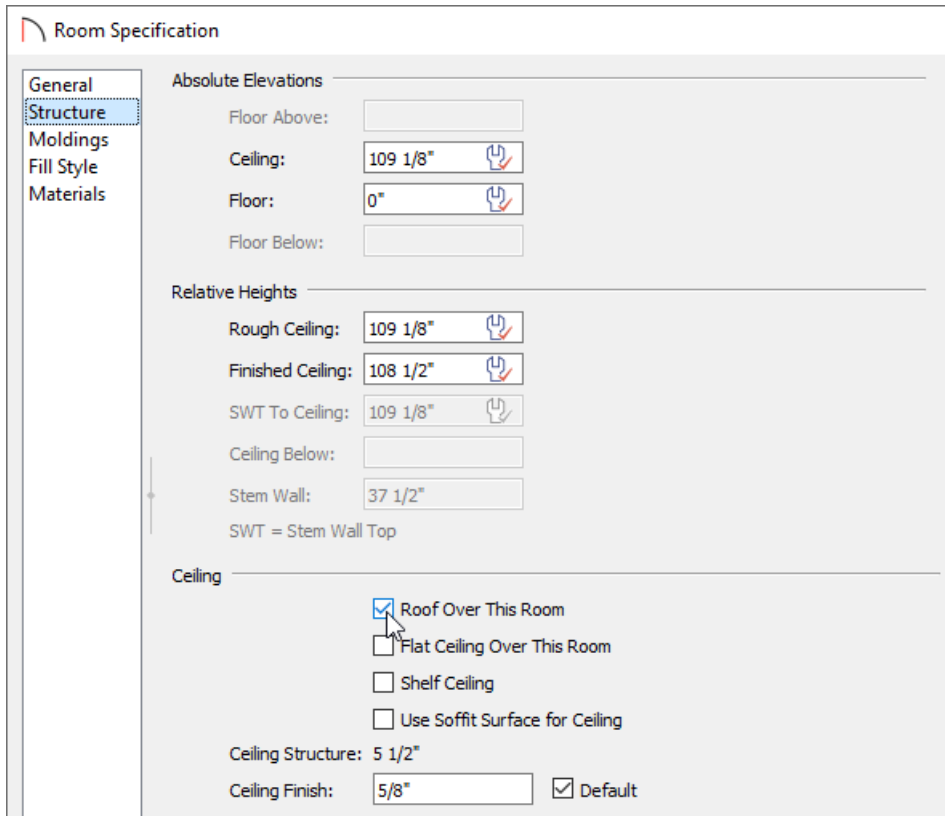 Room Specification
General
Structure
Moldings
Fill Style
Materials
Absolute Elevations
Floor Above:
Ceiling: 109 1/8"
Floor: 0"
Floor Below:
Relative Heights
Rough Ceiling: 109 1/8"
Finished Ceiling: 108 1/2"
SWT To Ceiling: 109 1/8"
Ceiling Below:
Stem Wall: 37 1/2"
SWT = Stem Wall Top
Ceiling
Roof Over This Room
Flat Ceiling Over This Room
Shelf Ceiling
Use Soffit Surface for Ceiling
Ceiling Structure: 5 1/2"
Ceiling Finish: 5/8" Default